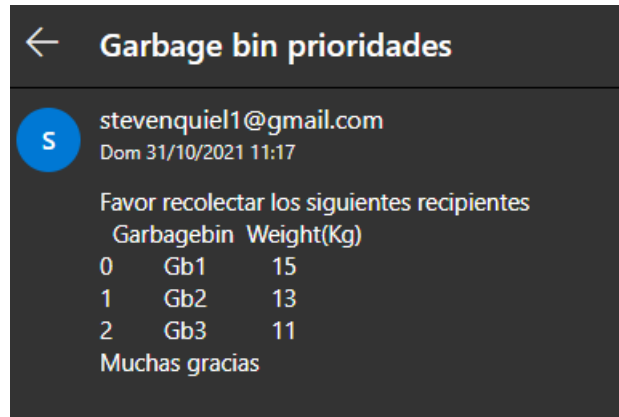 Garbage bin prioridades
S
stevenquiel1@gmail.com
Dom 31/10/2021 11:17
Favor recolectar los siguientes recipientes
Garbagebin Weight(Kg)
0 Gb1 15
1 Gb2 13
2 Gb3 11
Muchas gracias